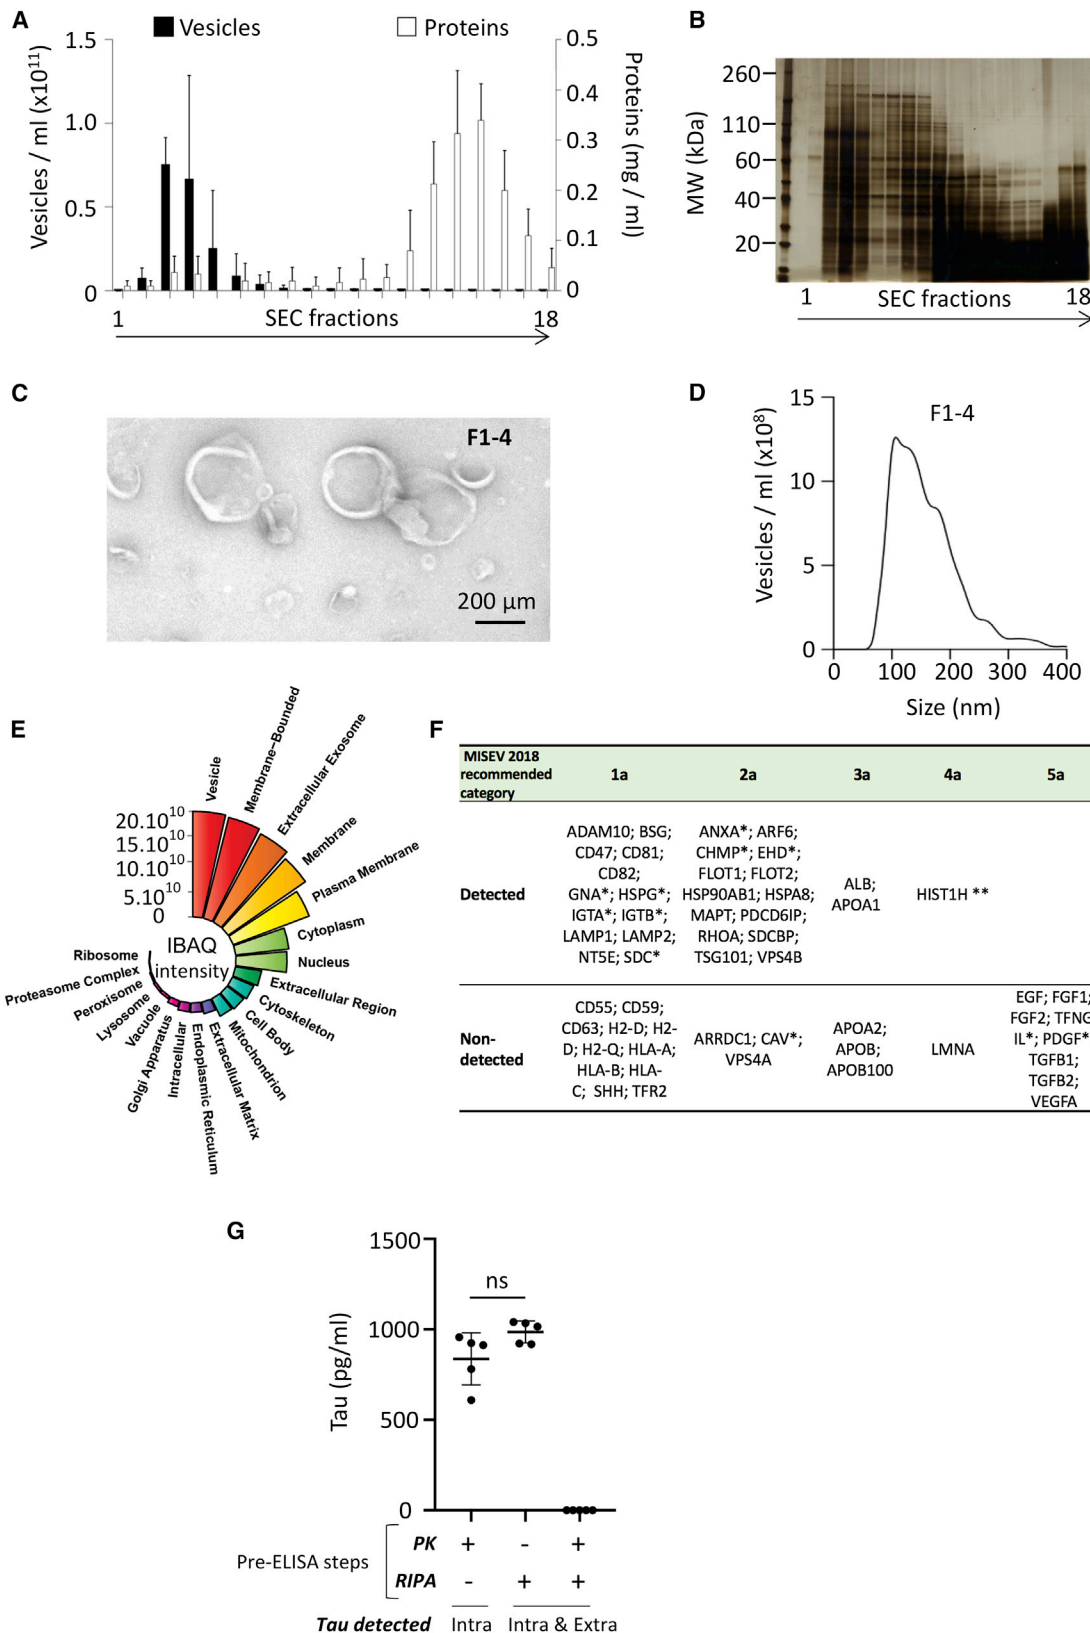 A
Vesicles
Proteins
Vesicles / ml (x10¹¹)
1.5
1.0
0.5
0
Proteins (mg / ml)
0.5
0.4
0.3
0.2
0.1
0
1
SEC fractions
18
B
MW (kDa)
260
110
60
40
20
1
SEC fractions
18
C
F1-4
200 µm
D
F1-4
Vesicles / ml (x10⁸)
15
10
5
0
0
100
200
300
400
Size (nm)
E
20.10¹⁰
15.10¹⁰
10.10¹⁰
5.10¹⁰
0
IBAQ
intensity
Vesicle
Membrane-Bounded
Extracellular Exosome
Membrane
Plasma Membrane
Cytoplasm
Nucleus
Extracellular Region
Cytoskeleton
Cell Body
Mitochondrion
Extracellular Matrix
Endoplasmic Reticulum
Intracellular
Golgi Apparatus
Vacuole
Lysosome
Peroxisome
Proteasome Complex
Ribosome
F
MISEV 2018
recommended
category
1a
2a
3a
4a
5a
Detected
ADAM10; BSG;
CD47; CD81;
CD82;
GNA*; HSPG*;
IGTA*; IGTB*;
LAMP1; LAMP2;
NT5E; SDC*
ANXA*; ARF6;
CHMP*; EHD*;
FLOT1; FLOT2;
HSP90AB1; HSPA8;
MAPT; PDCD6IP;
RHOA; SDCBP;
TSG101; VPS4B
ALB;
APOA1
HIST1H **
Non-
detected
CD55; CD59;
CD63; H2-D; H2-
D; H2-Q; HLA-A;
HLA-B; HLA-
C; SHH; TFR2
ARRDC1; CAV*;
VPS4A
APOA2;
APOB;
APOB100
LMNA
EGF; FGF1;
FGF2; TFNG
IL*; PDGF*
TGFB1;
TGFB2;
VEGFA
G
Tau (pg/ml)
1500
1000
500
0
ns
Pre-ELISA steps
PK + - +
RIPA - + +
Tau detected Intra Intra & Extra